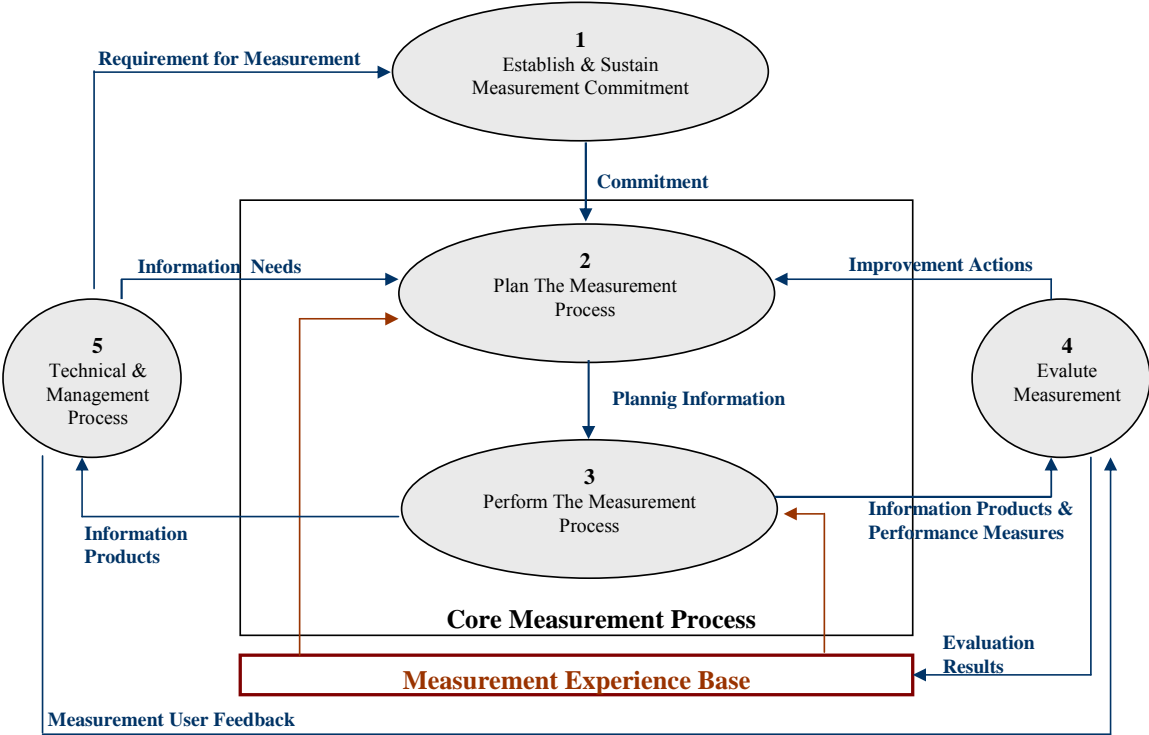 1
Establish & Sustain
Measurement Commitment
Requirement for Measurement
Commitment
Information Needs
2
Plan The Measurement
Process
Improvement Actions
5
Technical &
Management
Process
4
Evalute
Measurement
Plannig Information
3
Perform The Measurement
Process
Information
Products
Information Products &
Performance Measures
Core Measurement Process
Evaluation
Results
Measurement Experience Base
Measurement User Feedback